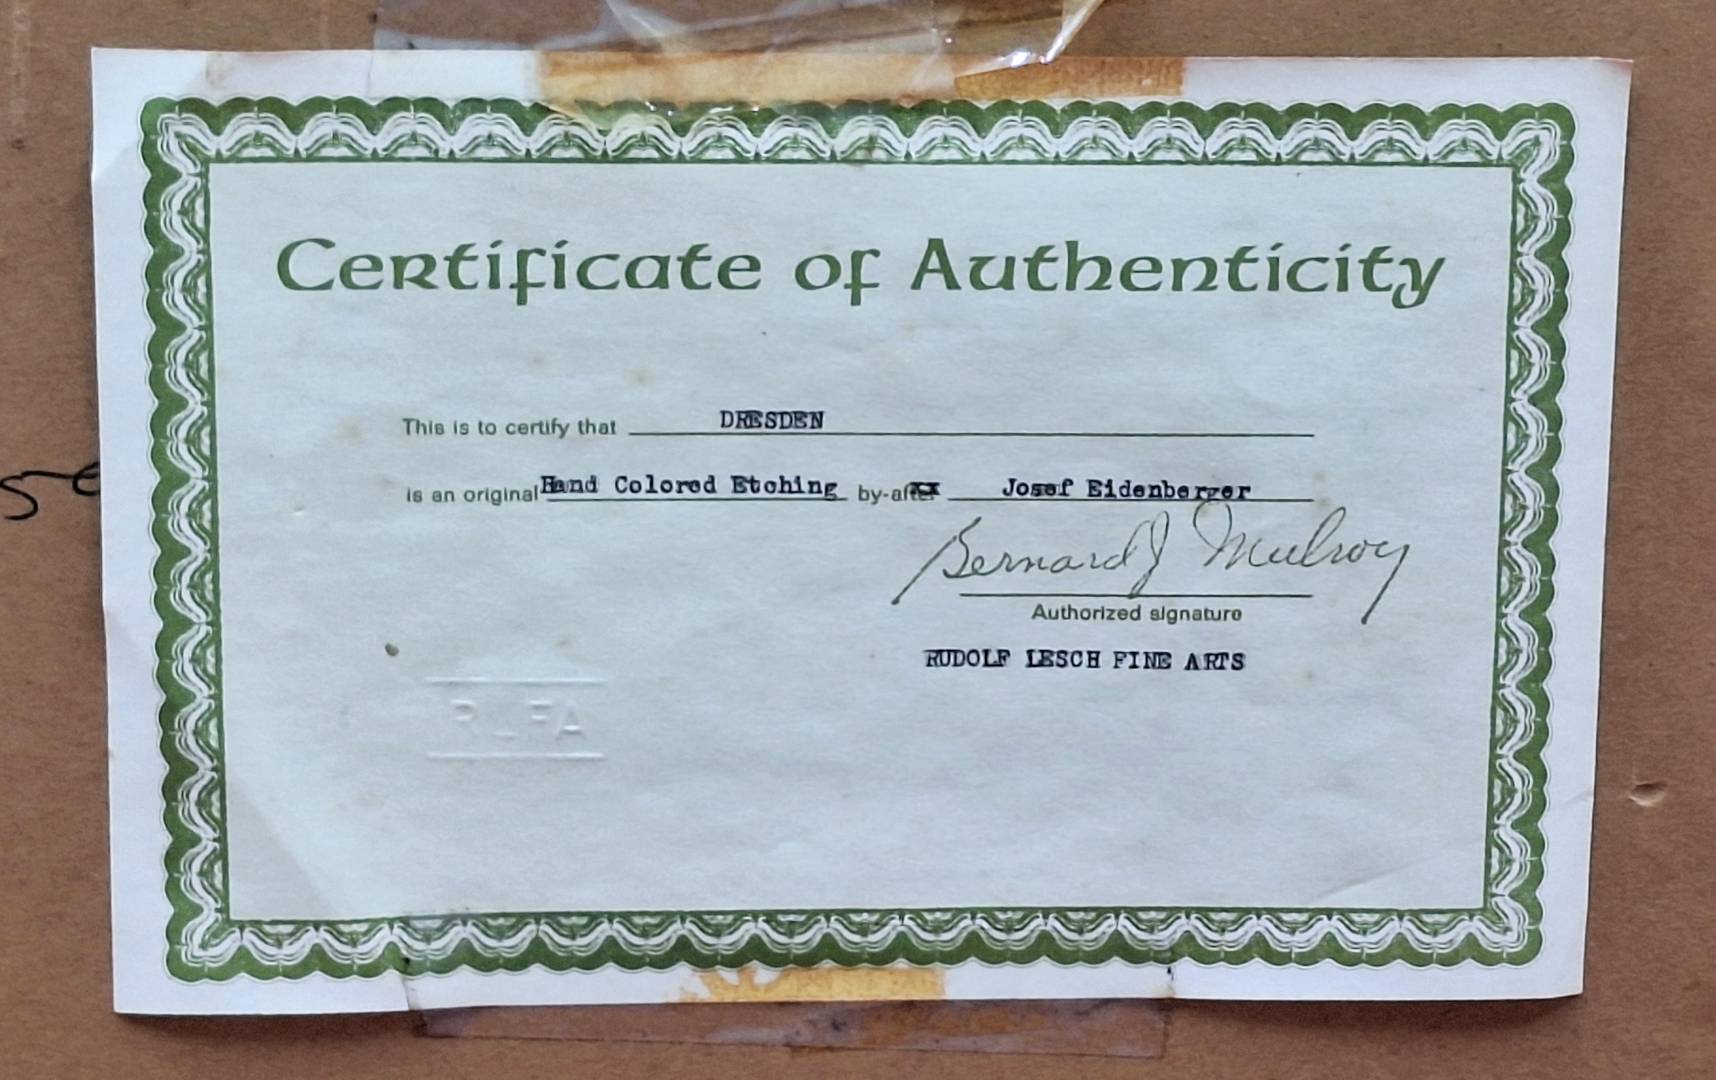 Certificate of Authenticity
This is to certify that DRESDEN
is an original Hand Colored Etching by-after Josef Eidenberger
Bernard J Mulroy
Authorized signature
RUDOLF LESCH FINE ARTS
RLFA